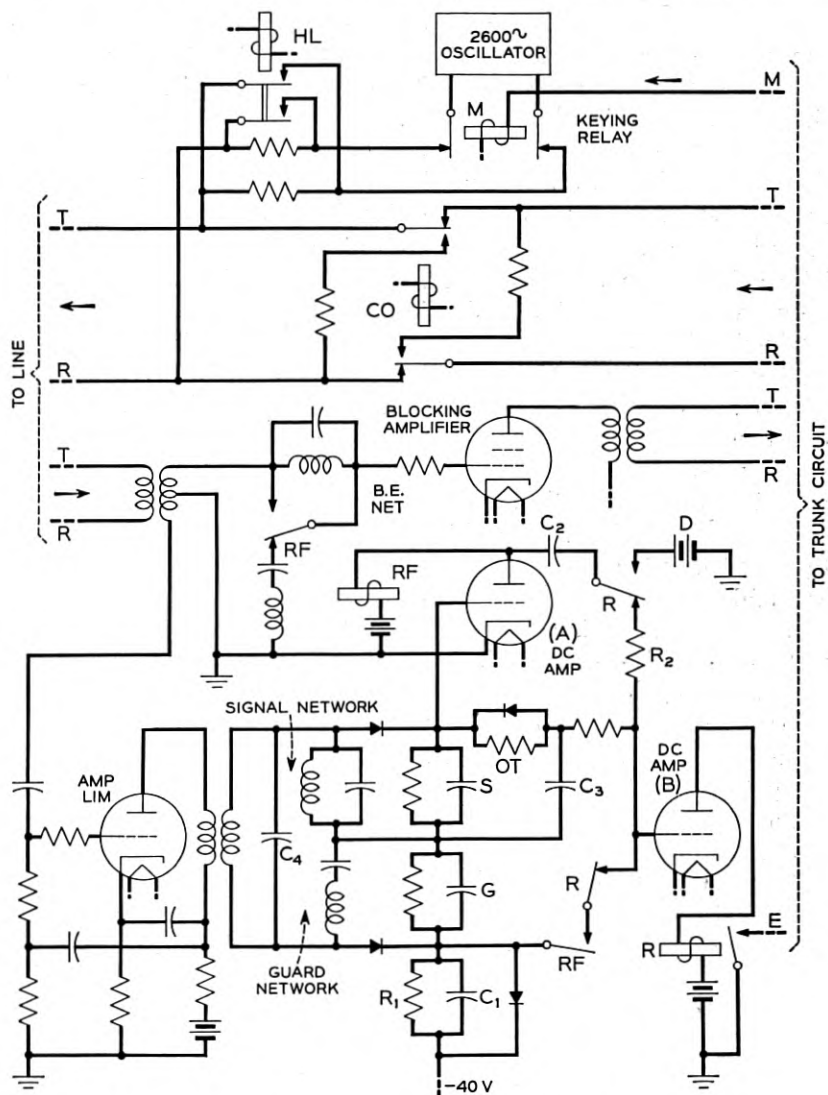 HL
2600~
OSCILLATOR
M
M
KEYING
RELAY
T
T
CO
TO LINE
R
R
BLOCKING
AMPLIFIER
T
T
R
R
B.E.
NET
TO TRUNK CIRCUIT
RF
C2
D
RF
R
(A)
DC
AMP
R2
SIGNAL NETWORK
OT
DC
AMP
(B)
AMP
LIM
S
C3
C4
G
R
E
R
RF
GUARD
NETWORK
R1
C1
-40 V